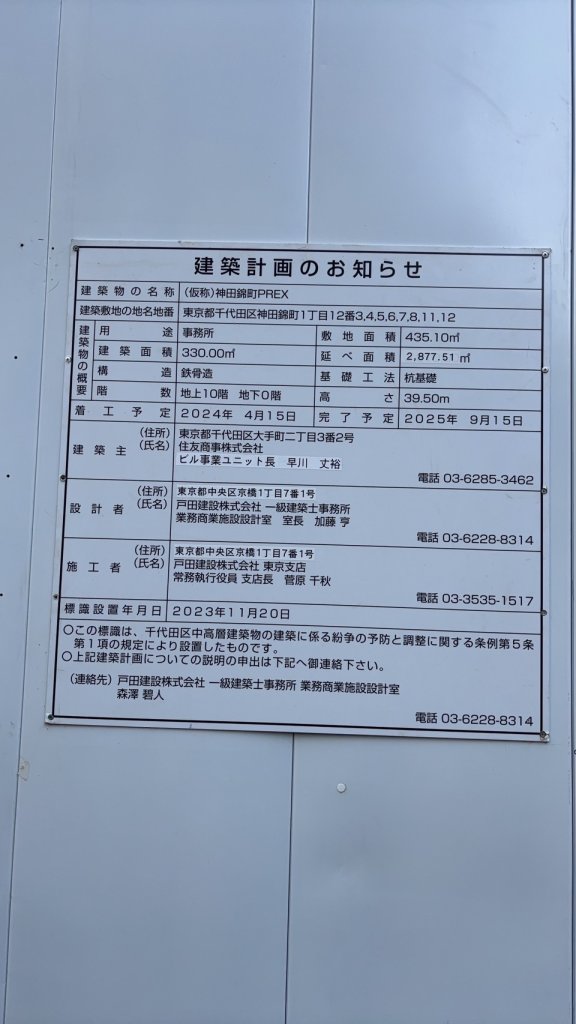 建築計画のお知らせ
建築物の名称 (仮称)神田錦町PREX
建築敷地の地名地番 東京都千代田区神田錦町1丁目12番3,4,5,6,7,8,11,12
建築物の概要
用途 事務所 敷地面積 435.10㎡
建築面積 330.00㎡ 延べ面積 2,877.51㎡
構造 鉄骨造 基礎工法 杭基礎
階数 地上10階 地下0階 高さ 39.50m
着工予定 2024年 4月15日 完了予定 2025年 9月15日
建築主 (住所) 東京都千代田区大手町二丁目3番2号
(氏名) 住友商事株式会社
ビル事業ユニット長 早川 丈裕
電話 03-6285-3462
設計者 (住所) 東京都中央区京橋1丁目7番1号
(氏名) 戸田建設株式会社 一級建築士事務所
業務商業施設設計室 室長 加藤 亨
電話 03-6228-8314
施工者 (住所) 東京都中央区京橋1丁目7番1号
(氏名) 戸田建設株式会社 東京支店
常務執行役員 支店長 菅原 千秋
電話 03-3535-1517
標識設置年月日 2023年11月20日
○この標識は、千代田区中高層建築物の建築に係る紛争の予防と調整に関する条例第5条
第1項の規定により設置したものです。
○上記建築計画についての説明の申出は下記へ御連絡下さい。
(連絡先) 戸田建設株式会社 一級建築士事務所 業務商業施設設計室
森澤 碧人
電話 03-6228-8314